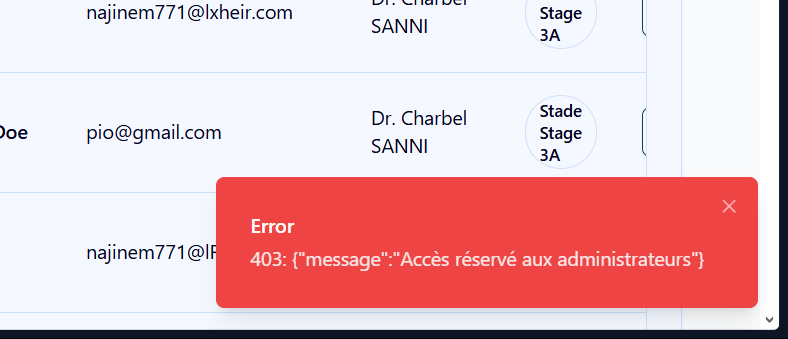 najinem771@lxheir.com
Dr. Charbel
SANNI
Stage
3A
Doe
pio@gmail.com
Dr. Charbel
SANNI
Stade
Stage
3A
najinem771@lF
Error
403: {"message":"Accès réservé aux administrateurs"}